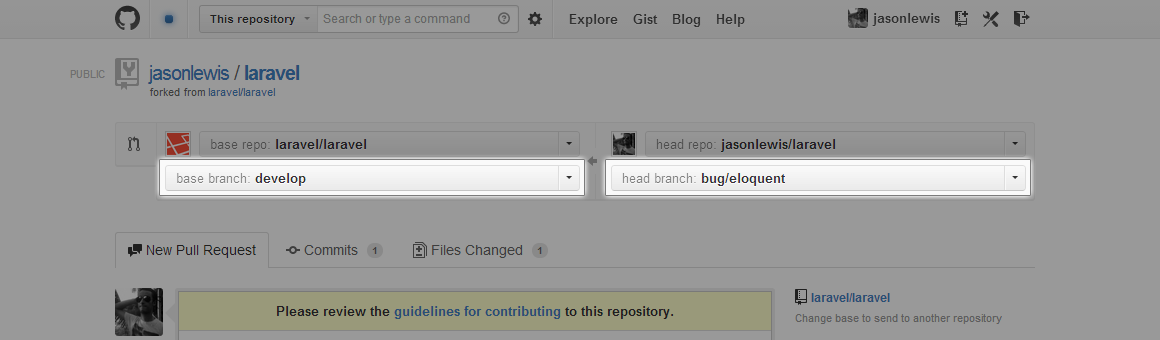 This repository Search or type a command Explore Gist Blog Help jasonlewis
PUBLIC jasonlewis / laravel
forked from laravel/laravel
base repo: laravel/laravel head repo: jasonlewis/laravel
base branch: develop head branch: bug/eloquent
New Pull Request Commits 1 Files Changed 1
Please review the guidelines for contributing to this repository.
laravel/laravel
Change base to send to another repository